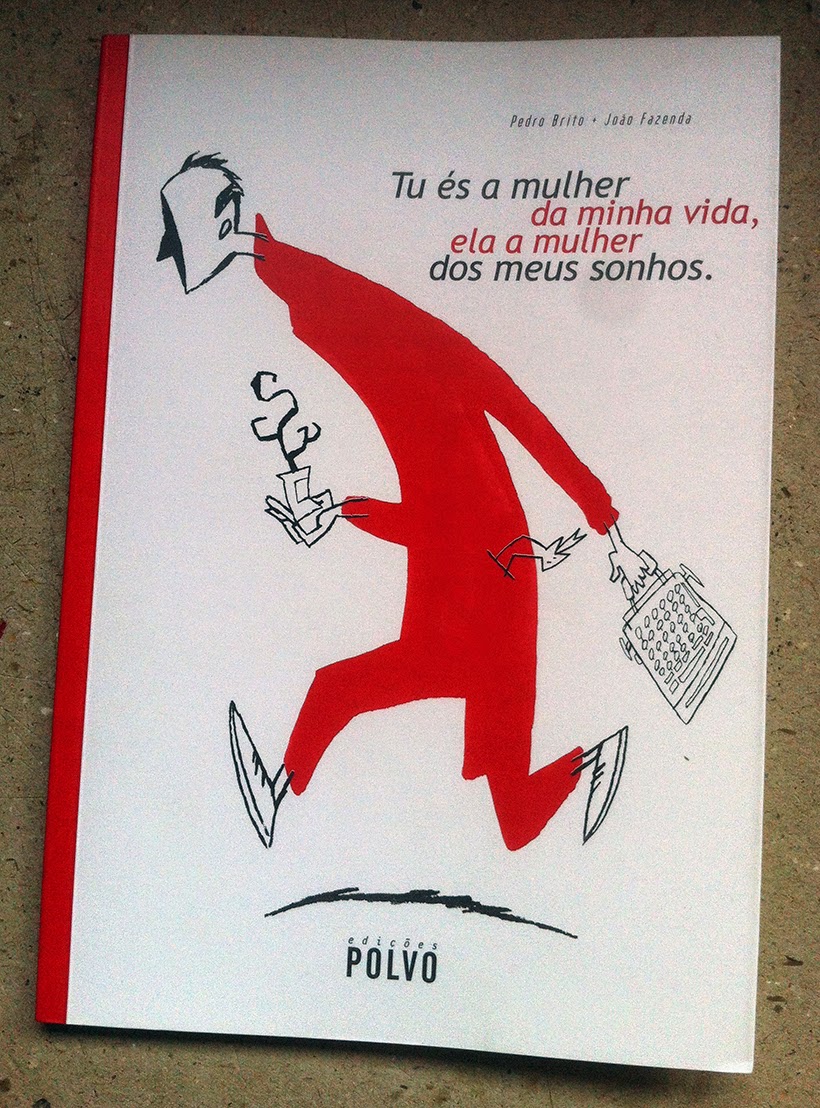 Pedro Brito + João Fazenda
Tu és a mulher
da minha vida,
ela a mulher
dos meus sonhos.
edições
POLVO